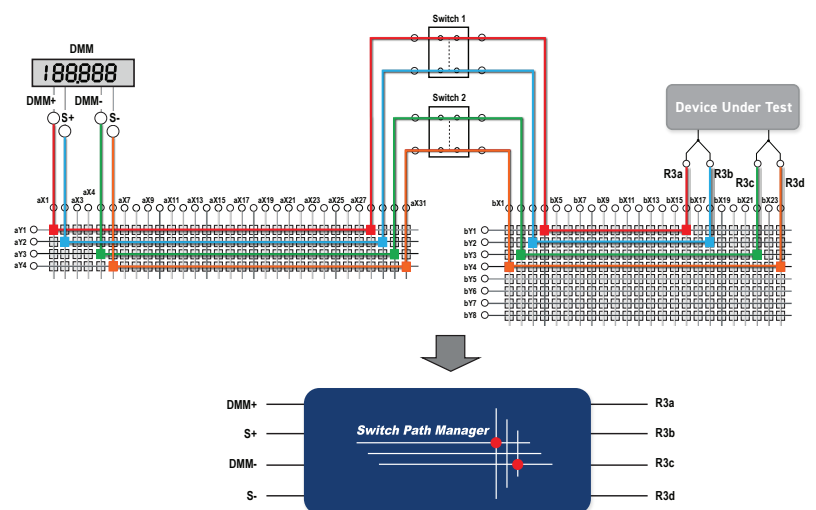 Switch 1
DMM
188.888
DMM+ DMM-
S+ S-
Switch 2
Device Under Test
R3a R3b R3c R3d
aX1 aX3 aX4 aX7 aX9 aX11 aX13 aX15 aX17 aX19 aX21 aX23 aX25 aX27 aX31
bX1 bX5 bX7 bX9 bX11 bX13 bX15 bX17 bX19 bX21 bX23
aY1
aY2
aY3
aY4
bY1
bY2
bY3
bY4
bY5
bY6
bY7
bY8
DMM+ R3a
S+ R3b
Switch Path Manager
DMM- R3c
S- R3d